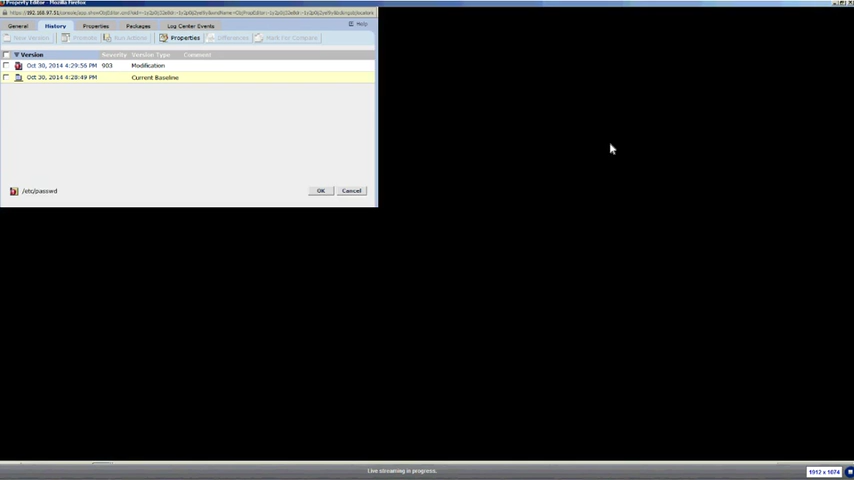 Property Editor - Mozilla Firefox
General History Properties Packages Log Center Events Help
New Version Promote Run Actions Properties Differences Mark For Compare
Version Severity Version Type Comment
Oct 30, 2014 4:29:56 PM 903 Modification
Oct 30, 2014 4:28:49 PM Current Baseline
/etc/passwd OK Cancel
Live streaming in progress.
1912 x 1074